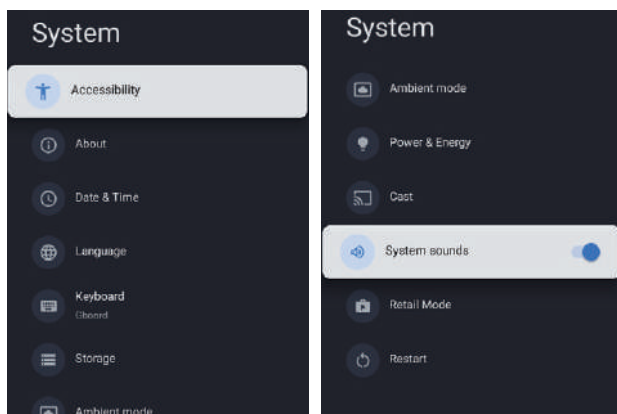 System
Accessibility
About
Date & Time
Language
Keyboard
Gboard
Storage
Ambient mode
System
Ambient mode
Power & Energy
Cast
System sounds
Retail Mode
Restart